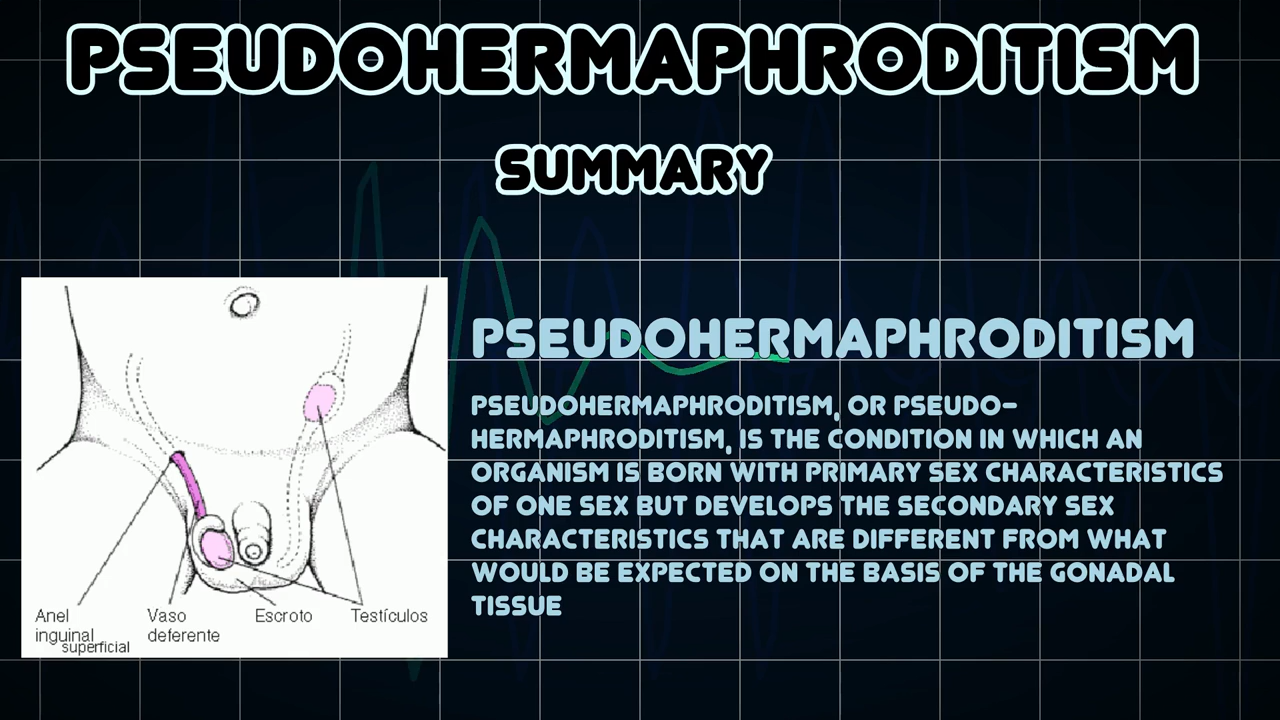 PSEUDOHERMAPHRODITISM
SUMMARY
PSEUDOHERMAPHRODITISM
PSEUDOHERMAPHRODITISM, OR PSEUDO-
HERMAPHRODITISM, IS THE CONDITION IN WHICH AN
ORGANISM IS BORN WITH PRIMARY SEX CHARACTERISTICS
OF ONE SEX BUT DEVELOPS THE SECONDARY SEX
CHARACTERISTICS THAT ARE DIFFERENT FROM WHAT
WOULD BE EXPECTED ON THE BASIS OF THE GONADAL
TISSUE
Anel
inguinal
superficial
Vaso
deferente
Escroto
Testículos